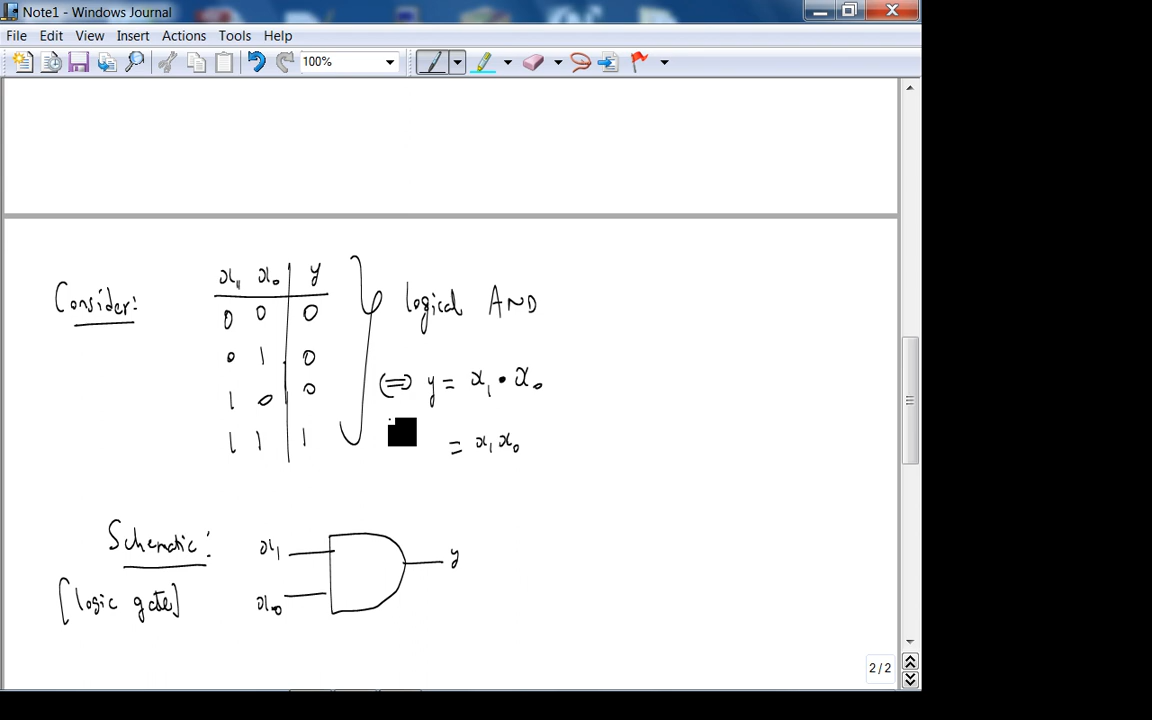 Note1 - Windows Journal
File Edit View Insert Actions Tools Help
100%
Consider:
x₁ x₀ | y
0 0 | 0
0 1 | 0
1 0 | 0
1 1 | 1
logical AND
⇔ y = x₁ • x₀
= x₁x₀
Schematic:
[logic gate]
x₁
x₀
y
2 / 2